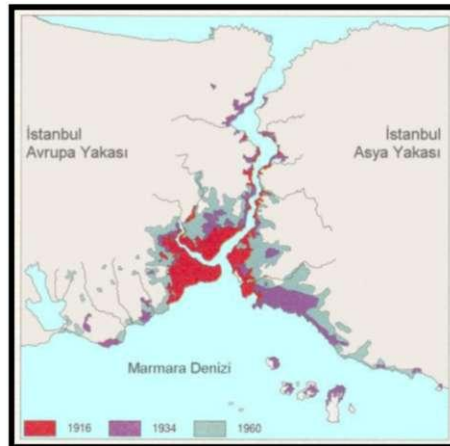 İstanbul
Avrupa Yakası
İstanbul
Asya Yakası
Marmara Denizi
1916
1934
1960